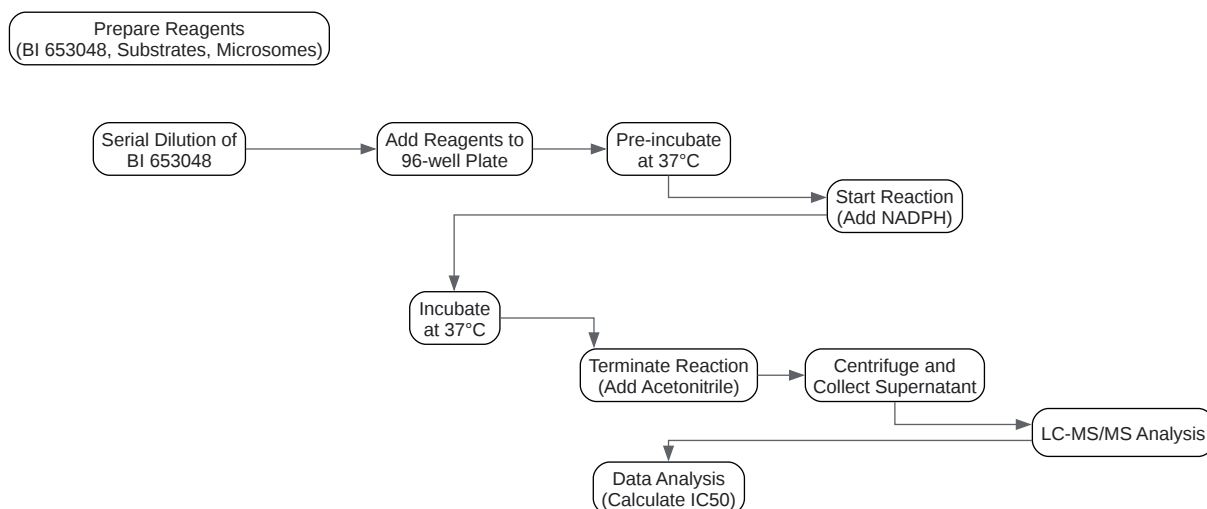 Prepare Reagents
(BI 653048, Substrates, Microsomes)
Serial Dilution of
BI 653048
Add Reagents to
96-well Plate
Pre-incubate
at 37°C
Start Reaction
(Add NADPH)
Incubate
at 37°C
Terminate Reaction
(Add Acetonitrile)
Centrifuge and
Collect Supernatant
LC-MS/MS Analysis
Data Analysis
(Calculate IC50)